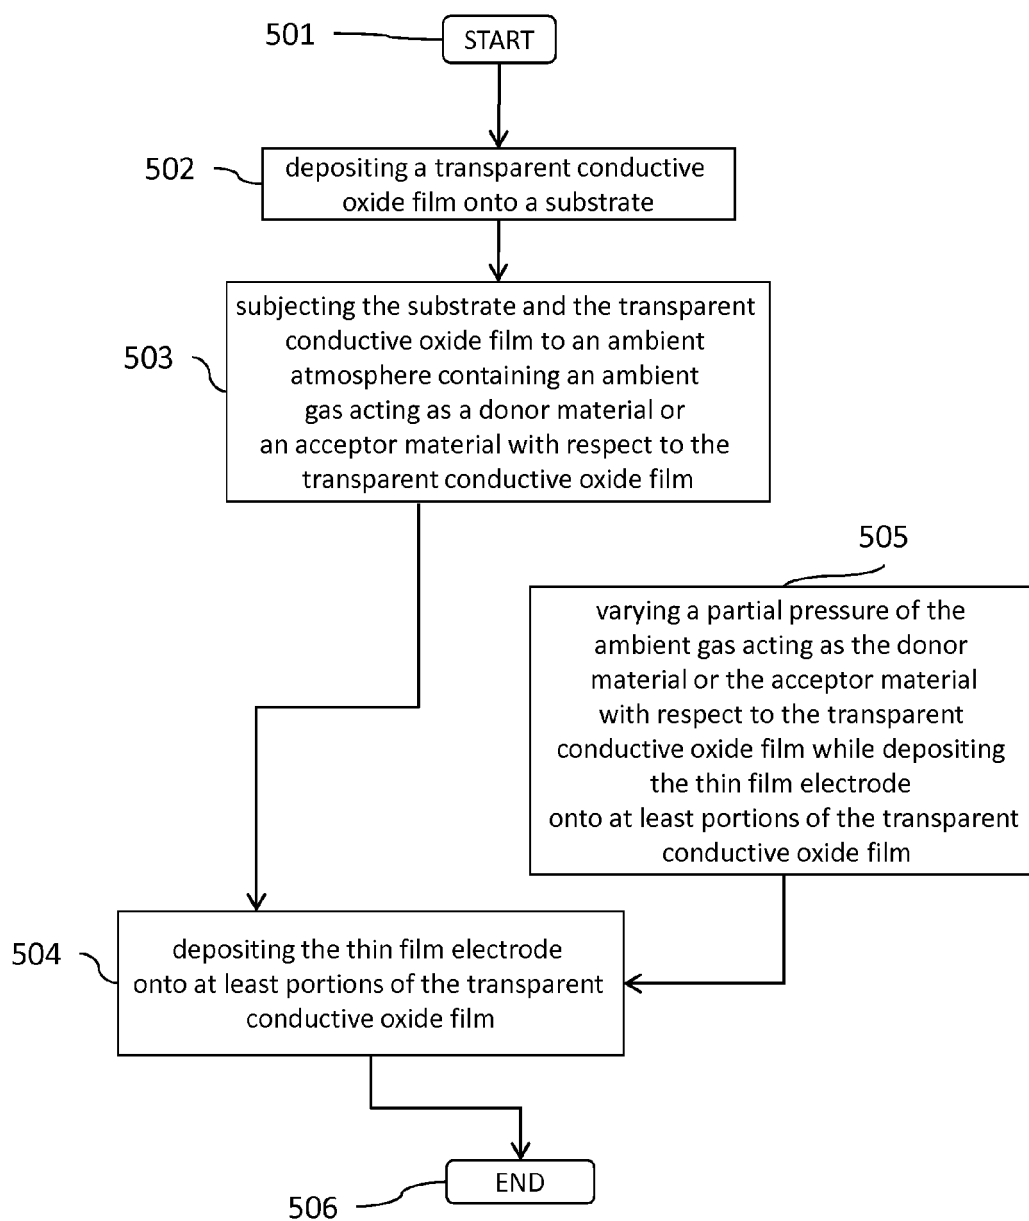 501
START
502
depositing a transparent conductive
oxide film onto a substrate
503
subjecting the substrate and the transparent
conductive oxide film to an ambient
atmosphere containing an ambient
gas acting as a donor material or
an acceptor material with respect to the
transparent conductive oxide film
505
varying a partial pressure of the
ambient gas acting as the donor
material or the acceptor material
with respect to the transparent
conductive oxide film while depositing
the thin film electrode
onto at least portions of the transparent
conductive oxide film
504
depositing the thin film electrode
onto at least portions of the transparent
conductive oxide film
506
END